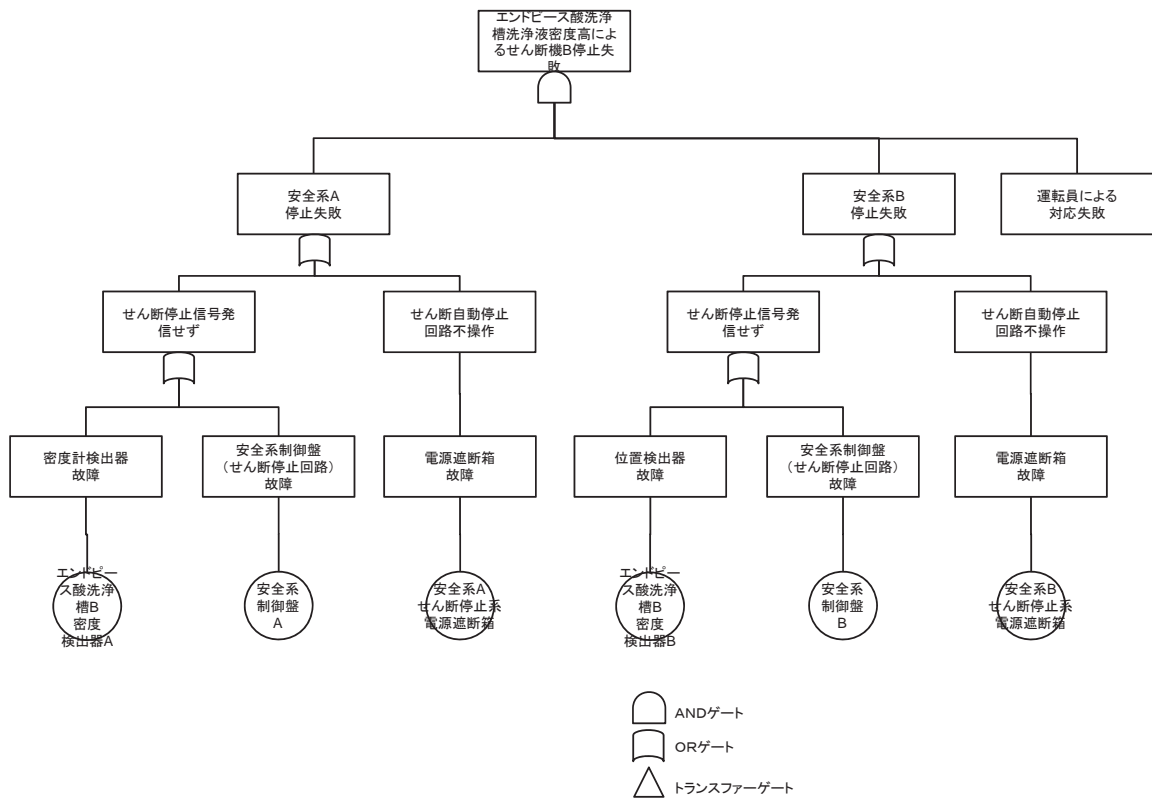 エンドピース酸洗浄
槽洗浄液密度高によ
るせん断機B停止失
敗
安全系A
停止失敗
安全系B
停止失敗
運転員による
対応失敗
せん断停止信号発
信せず
せん断自動停止
回路不操作
せん断停止信号発
信せず
せん断自動停止
回路不操作
密度計検出器
故障
安全系制御盤
（せん断停止回路）
故障
電源遮断箱
故障
位置検出器
故障
安全系制御盤
（せん断停止回路）
故障
電源遮断箱
故障
エンドピー
ス酸洗浄
槽B
密度
検出器A
安全系
制御盤
A
安全系A
せん断停止系
電源遮断箱
エンドピー
ス酸洗浄
槽B
密度
検出器B
安全系
制御盤
B
安全系B
せん断停止系
電源遮断箱
ANDゲート
ORゲート
トランスファーゲート